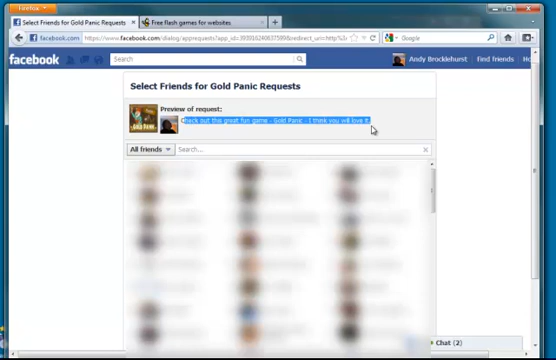 Firefox
Select Friends for Gold Panic Requests
Free flash games for websites
facebook.com
Google
facebook
Search
Andy Brocklehurst
Find Friends
Ho
Select Friends for Gold Panic Requests
Preview of request:
Check out this great fun game - Gold Panic - I think you will love it.
All friends
Search...
Chat (2)